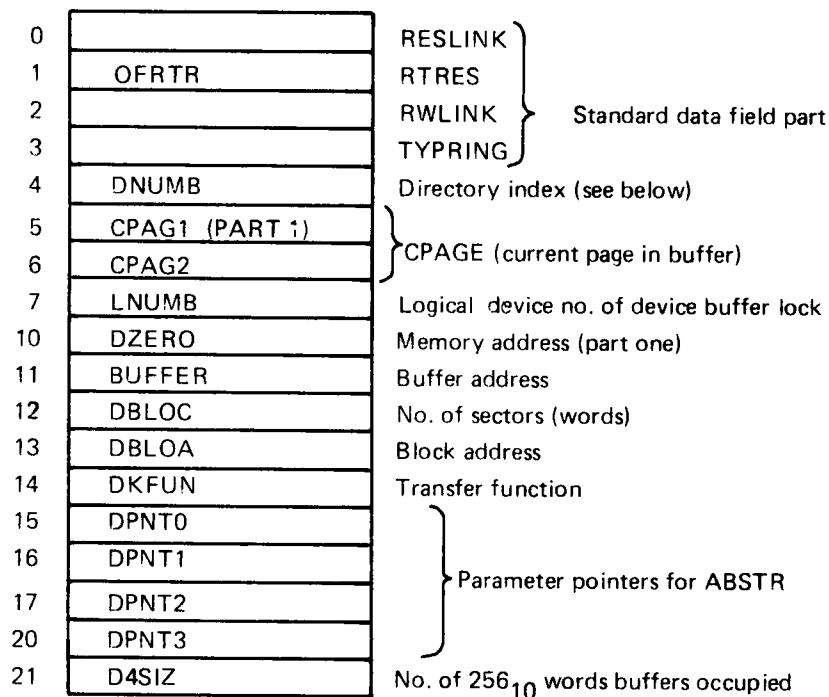 0 RESLINK
1 OFRTR RTRES
2 RWLINK Standard data field part
3 TYPRING
4 DNUMB Directory index (see below)
5 CPAG1 (PART 1)
CPAGE (current page in buffer)
6 CPAG2
7 LNUMB Logical device no. of device buffer lock
10 DZERO Memory address (part one)
11 BUFFER Buffer address
12 DBLOC No. of sectors (words)
13 DBLOA Block address
14 DKFUN Transfer function
15 DPNT0
16 DPNT1
Parameter pointers for ABSTR
17 DPNT2
20 DPNT3
21 D4SIZ No. of 256₁₀ words buffers occupied